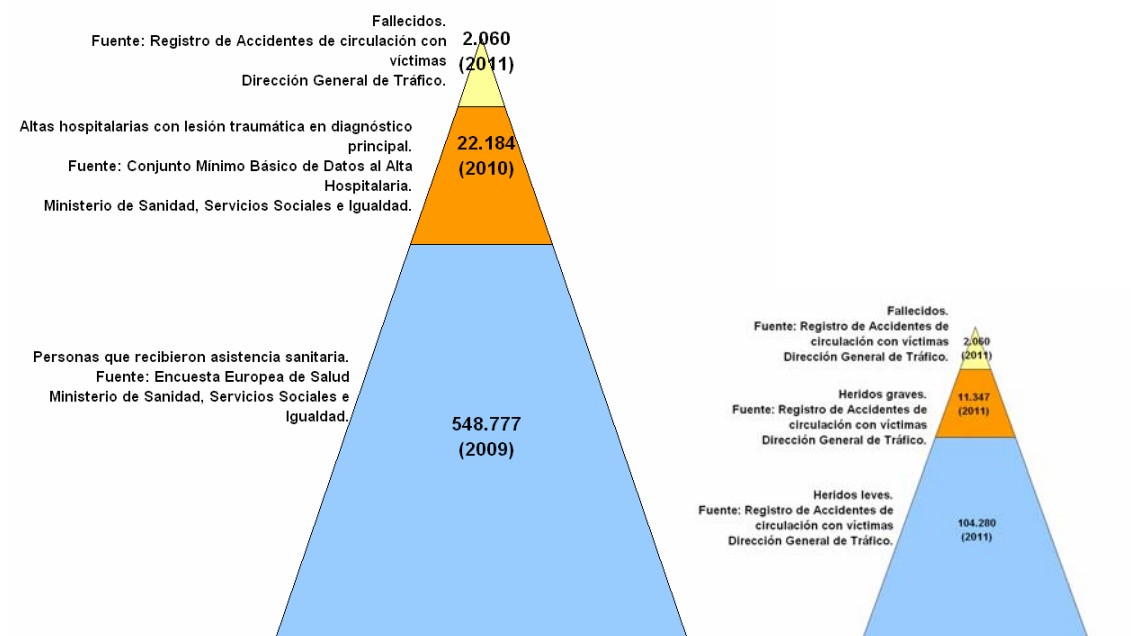 Fallecidos.
Fuente: Registro de Accidentes de circulación con
víctimas
Dirección General de Tráfico.
2.060
(2011)
Altas hospitalarias con lesión traumática en diagnóstico
principal.
Fuente: Conjunto Mínimo Básico de Datos al Alta
Hospitalaria.
Ministerio de Sanidad, Servicios Sociales e Igualdad.
22.184
(2010)
Personas que recibieron asistencia sanitaria.
Fuente: Encuesta Europea de Salud
Ministerio de Sanidad, Servicios Sociales e
Igualdad.
548.777
(2009)
Fallecidos.
Fuente: Registro de Accidentes de
circulación con víctimas
Dirección General de Tráfico.
2.060
(2011)
Heridos graves.
Fuente: Registro de Accidentes de
circulación con víctimas
Dirección General de Tráfico.
11.347
(2011)
Heridos leves.
Fuente: Registro de Accidentes de
circulación con víctimas
Dirección General de Tráfico.
104.280
(2011)